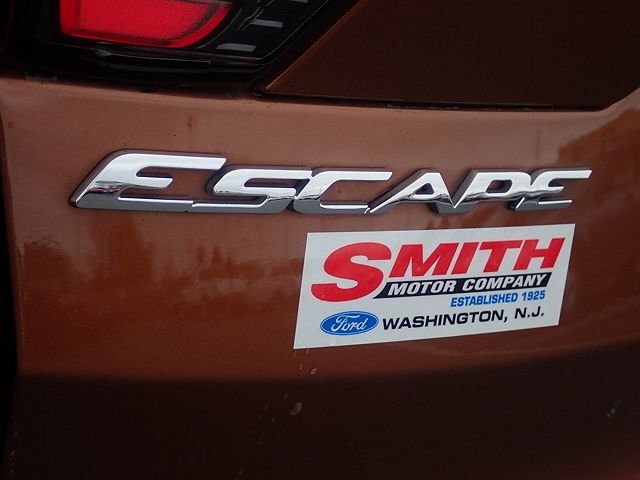 ESCAPE
SMITH
MOTOR COMPANY
ESTABLISHED 1925
Ford WASHINGTON, N.J.